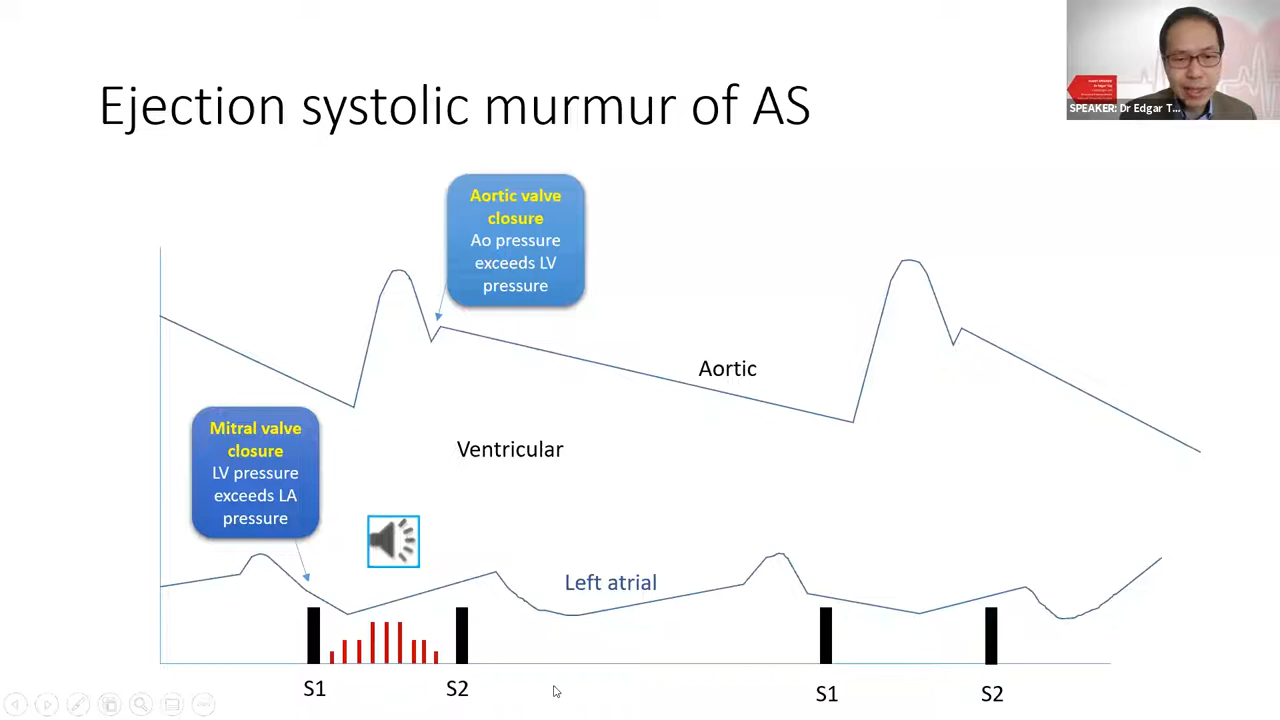 Ejection systolic murmur of AS
SPEAKER: Dr Edgar T...
Aortic valve
closure
Ao pressure
exceeds LV
pressure
Aortic
Mitral valve
closure
LV pressure
exceeds LA
pressure
Ventricular
Left atrial
S1
S2
S1
S2